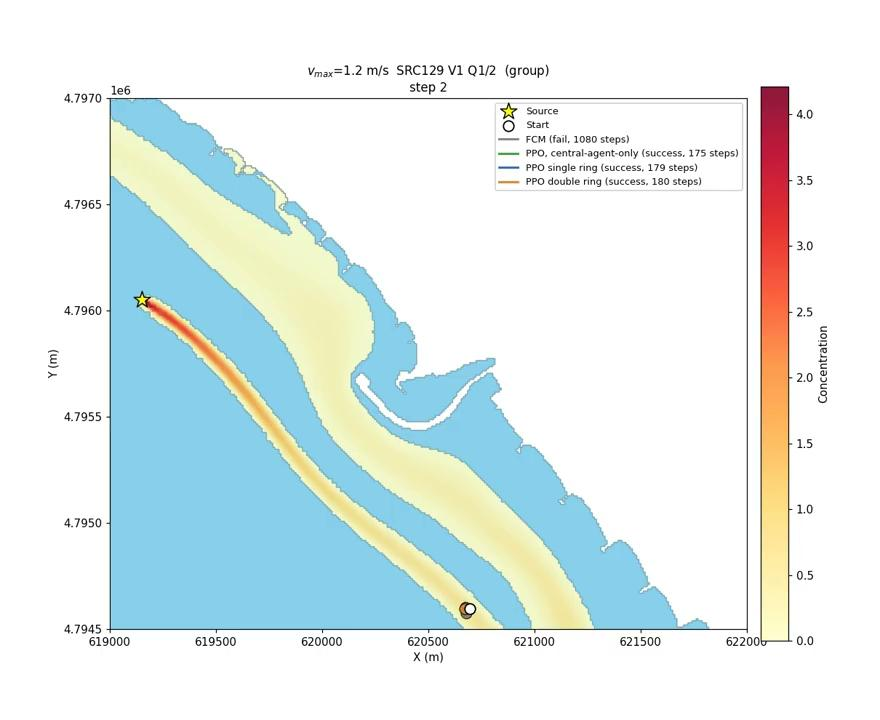 $v_{max}$=1.2 m/s  SRC129 V1 Q1/2  (group)
step 2
1e6
4.7970
4.7965
4.7960
4.7955
4.7950
4.7945
Y (m)
619000 619500 620000 620500 621000 621500 622000
X (m)
Source
Start
FCM (fail, 1080 steps)
PPO, central-agent-only (success, 175 steps)
PPO single ring (success, 179 steps)
PPO double ring (success, 180 steps)
4.0
3.5
3.0
2.5
2.0
1.5
1.0
0.5
0.0
Concentration